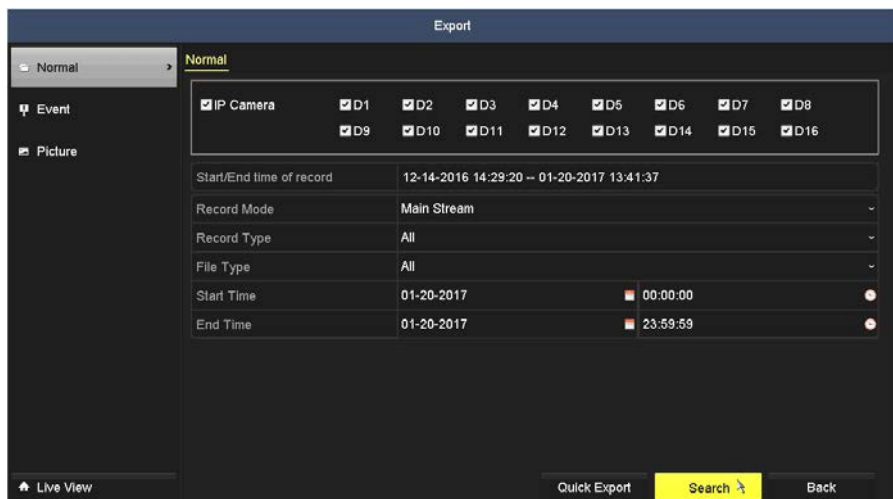 Export
Normal
Event
Picture
Live View
Normal
IP Camera D1 D2 D3 D4 D5 D6 D7 D8
D9 D10 D11 D12 D13 D14 D15 D16
Start/End time of record 12-14-2016 14:29:20 -- 01-20-2017 13:41:37
Record Mode Main Stream
Record Type All
File Type All
Start Time 01-20-2017 00:00:00
End Time 01-20-2017 23:59:59
Quick Export Search Back